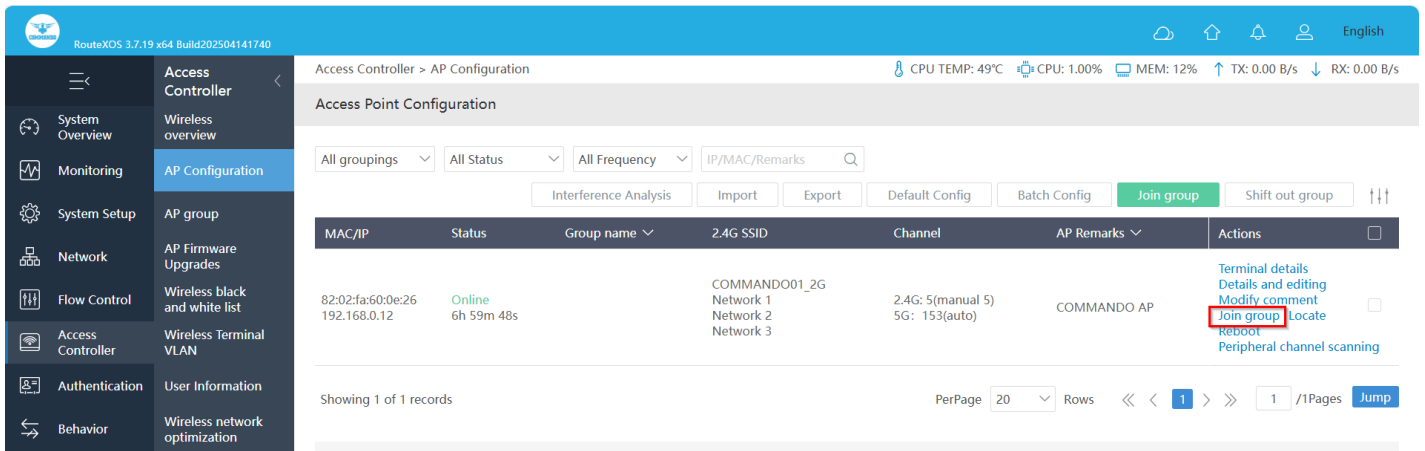 COMMANDO
RouteXOS 3.7.19 x64 Build202504141740
English
Access Controller
System Overview
Monitoring
System Setup
Network
Flow Control
Access Controller
Authentication
Behavior
Wireless overview
AP Configuration
AP group
AP Firmware Upgrades
Wireless black and white list
Wireless Terminal VLAN
User Information
Wireless network optimization
Access Controller > AP Configuration
CPU TEMP: 49℃ CPU: 1.00% MEM: 12% TX: 0.00 B/s RX: 0.00 B/s
Access Point Configuration
All groupings All Status All Frequency IP/MAC/Remarks
Interference Analysis Import Export Default Config Batch Config Join group Shift out group
MAC/IP Status Group name 2.4G SSID Channel AP Remarks Actions
82:02:fa:60:0e:26
192.168.0.12
Online
6h 59m 48s
COMMANDO01_2G
Network 1
Network 2
Network 3
2.4G: 5(manual 5)
5G: 153(auto)
COMMANDO AP
Terminal details
Details and editing
Modify comment
Join group Locate
Reboot
Peripheral channel scanning
Showing 1 of 1 records
PerPage 20 Rows 1 1 /1Pages Jump